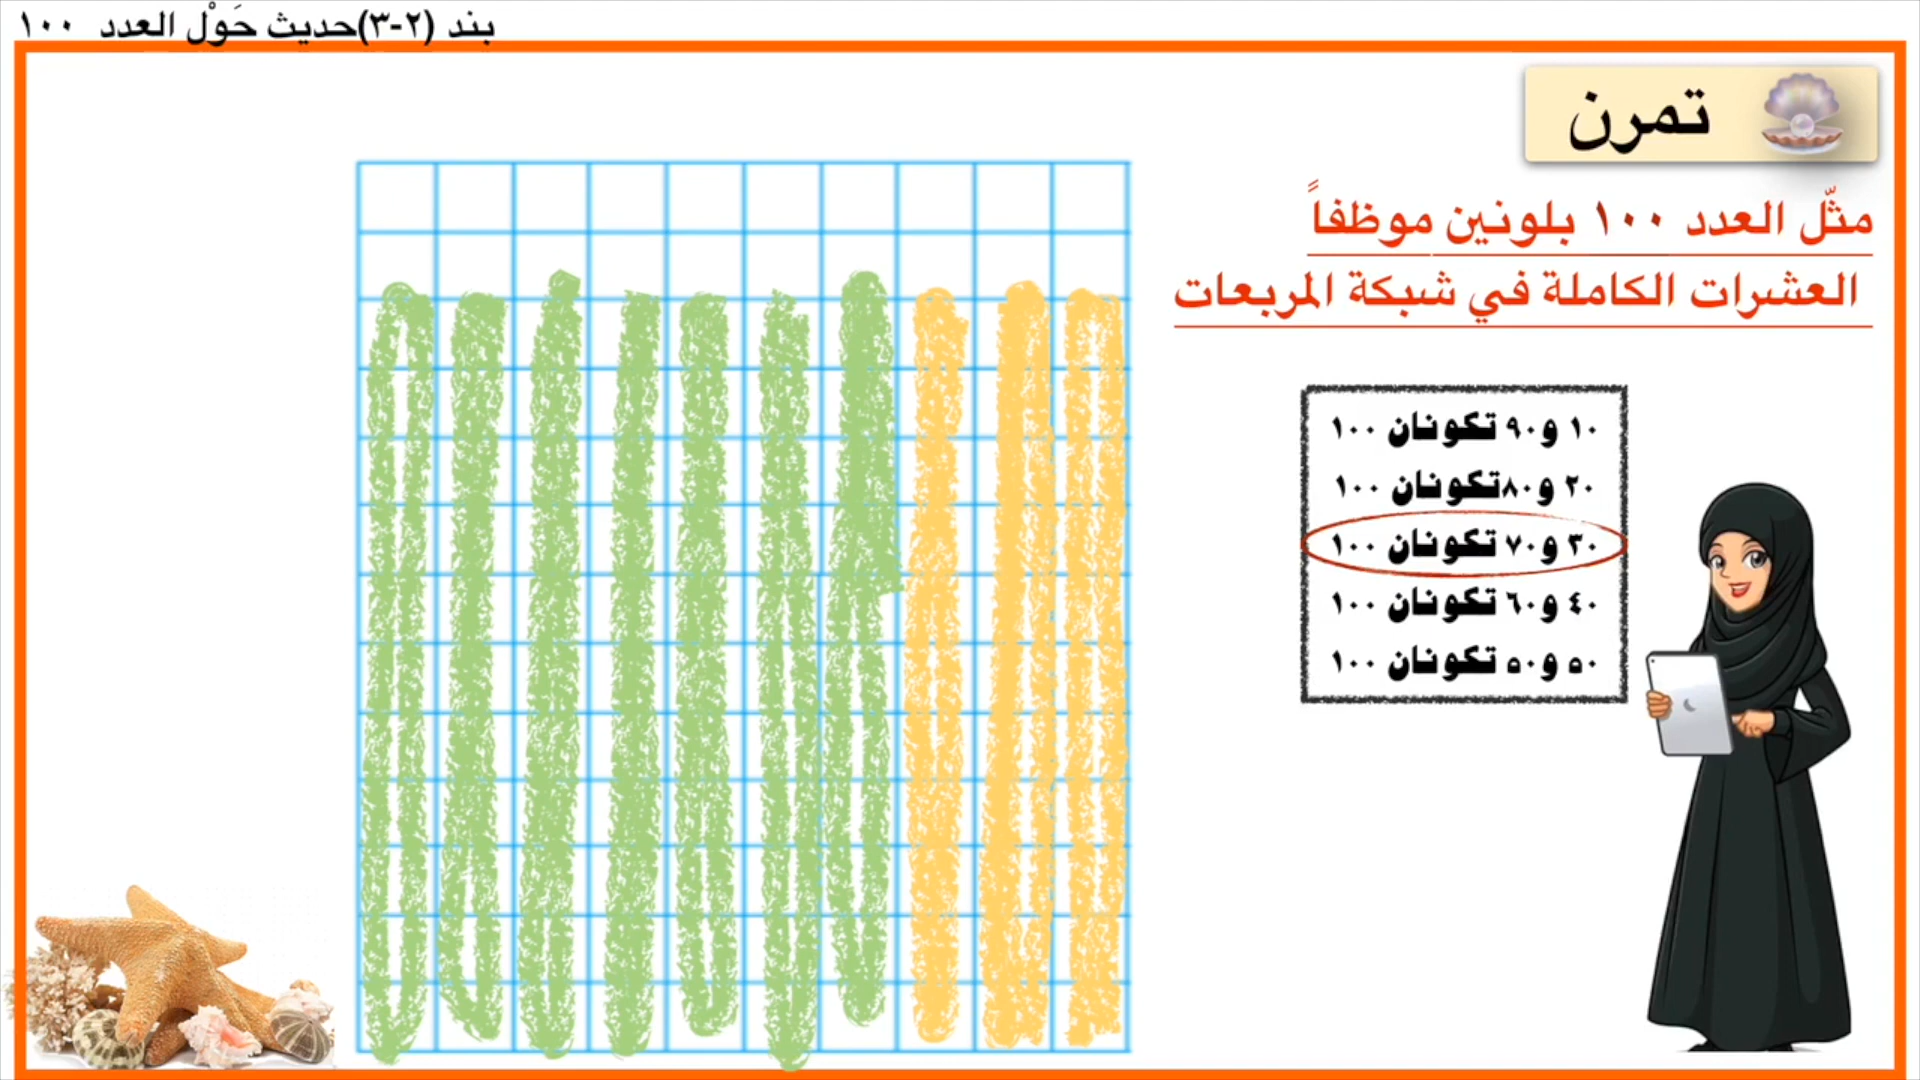 بند (٢-٣)حديث حَوْل العدد ١٠٠
تمرن
مثّل العدد ١٠٠ بلونين موظفاً
العشرات الكاملة في شبكة المربعات
١٠ و٩٠ تكونان ١٠٠
٢٠ و٨٠تكونان ١٠٠
٣٠ و٧٠ تكونان ١٠٠
٤٠ و٦٠ تكونان ١٠٠
٥٠ و٥٠ تكونان ١٠٠